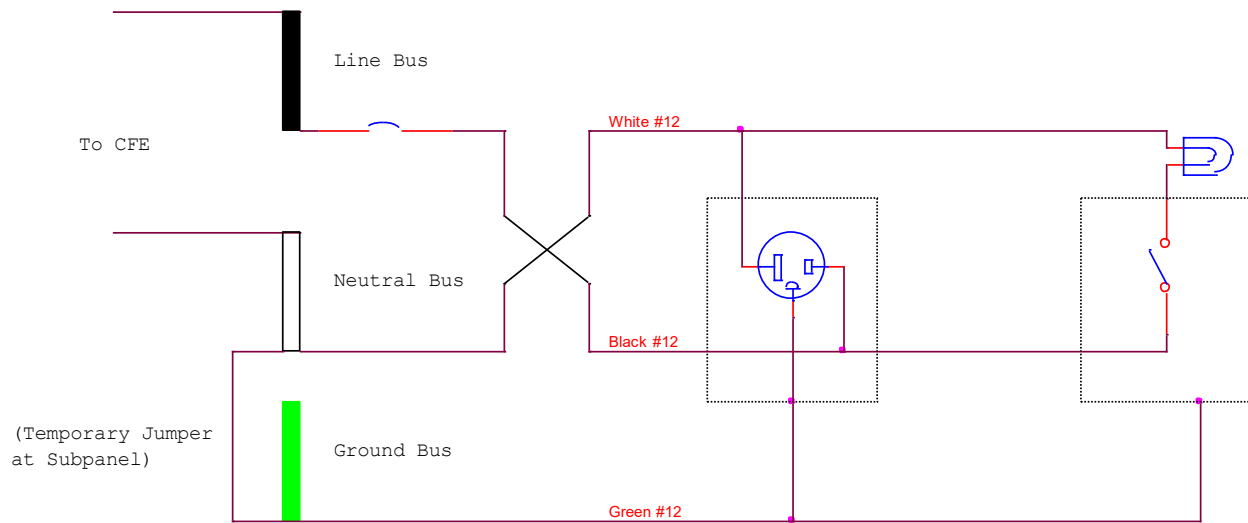 Line Bus
White #12
To CFE
Neutral Bus
Black #12
(Temporary Jumper
at Subpanel)
Ground Bus
Green #12